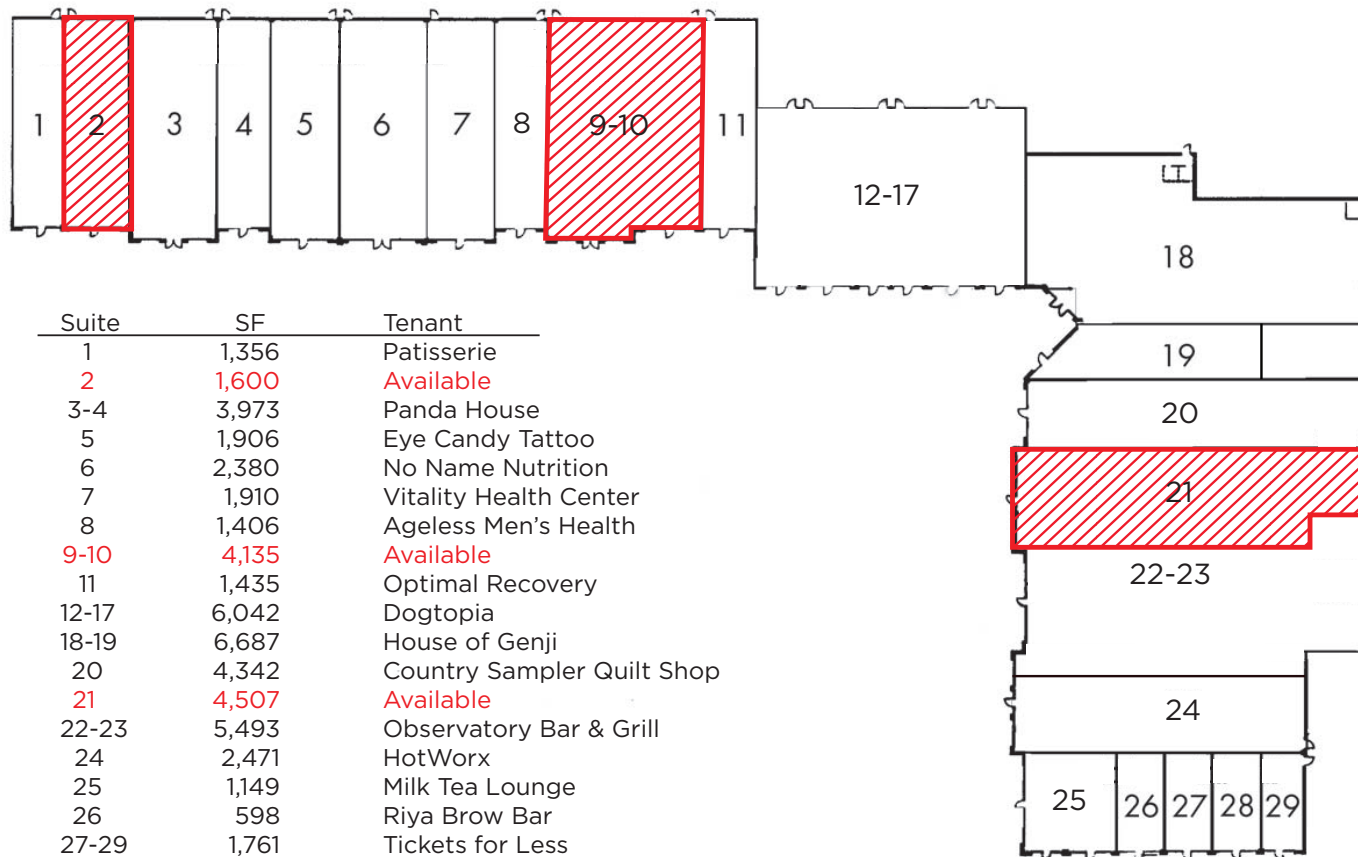 1 2 3 4 5 6 7 8 9-10 11
12-17
18
19
20
21
22-23
24
25 26 27 28 29
Suite SF Tenant
1 1,356 Patisserie
2 1,600 Available
3-4 3,973 Panda House
5 1,906 Eye Candy Tattoo
6 2,380 No Name Nutrition
7 1,910 Vitality Health Center
8 1,406 Ageless Men's Health
9-10 4,135 Available
11 1,435 Optimal Recovery
12-17 6,042 Dogtopia
18-19 6,687 House of Genji
20 4,342 Country Sampler Quilt Shop
21 4,507 Available
22-23 5,493 Observatory Bar & Grill
24 2,471 HotWorx
25 1,149 Milk Tea Lounge
26 598 Riya Brow Bar
27-29 1,761 Tickets for Less